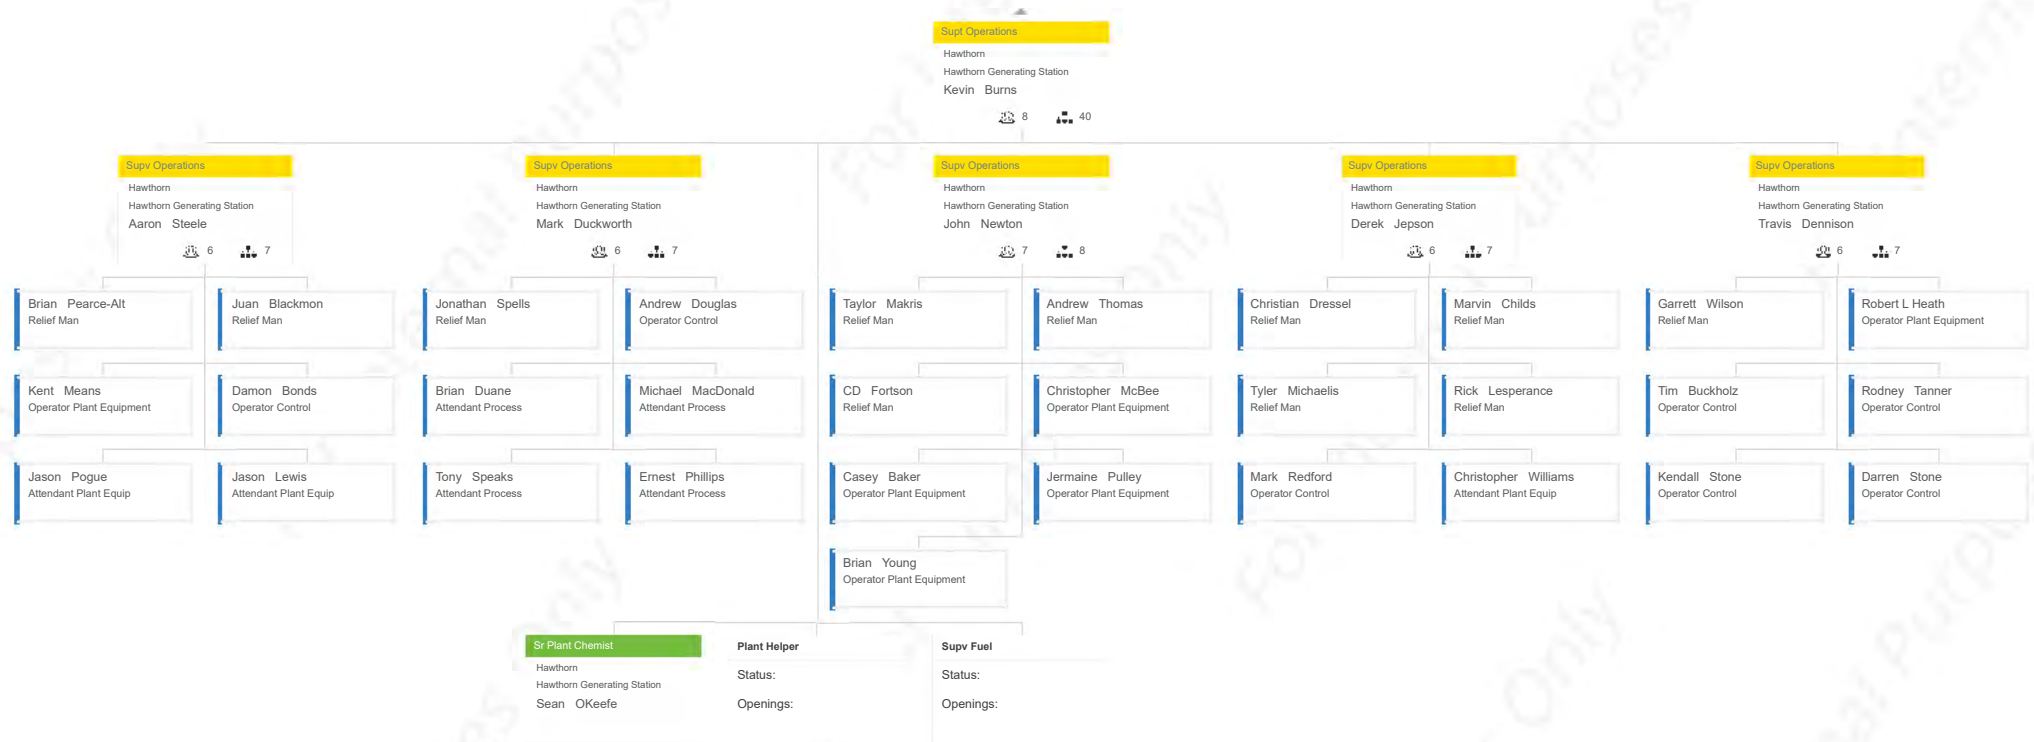 Supt Operations
Hawthorn
Hawthorn Generating Station
Kevin Burns
8 40
Supv Operations
Hawthorn
Hawthorn Generating Station
Aaron Steele
6 7
Supv Operations
Hawthorn
Hawthorn Generating Station
Mark Duckworth
6 7
Supv Operations
Hawthorn
Hawthorn Generating Station
John Newton
7 8
Supv Operations
Hawthorn
Hawthorn Generating Station
Derek Jepson
6 7
Supv Operations
Hawthorn
Hawthorn Generating Station
Travis Dennison
6 7
Brian Pearce-Alt
Relief Man
Juan Blackmon
Relief Man
Kent Means
Operator Plant Equipment
Damon Bonds
Operator Control
Jason Pogue
Attendant Plant Equip
Jason Lewis
Attendant Plant Equip
Jonathan Spells
Relief Man
Andrew Douglas
Operator Control
Brian Duane
Attendant Process
Michael MacDonald
Attendant Process
Tony Speaks
Attendant Process
Ernest Phillips
Attendant Process
Taylor Makris
Relief Man
Andrew Thomas
Relief Man
CD Fortson
Relief Man
Christopher McBee
Operator Plant Equipment
Casey Baker
Operator Plant Equipment
Jermaine Pulley
Operator Plant Equipment
Brian Young
Operator Plant Equipment
Christian Dressel
Relief Man
Marvin Childs
Relief Man
Tyler Michaelis
Relief Man
Rick Lesperance
Relief Man
Mark Redford
Operator Control
Christopher Williams
Attendant Plant Equip
Garrett Wilson
Relief Man
Robert L Heath
Operator Plant Equipment
Tim Buckholz
Operator Control
Rodney Tanner
Operator Control
Kendall Stone
Operator Control
Darren Stone
Operator Control
Sr Plant Chemist
Hawthorn
Hawthorn Generating Station
Sean OKeefe
Plant Helper
Status:
Openings:
Supv Fuel
Status:
Openings: